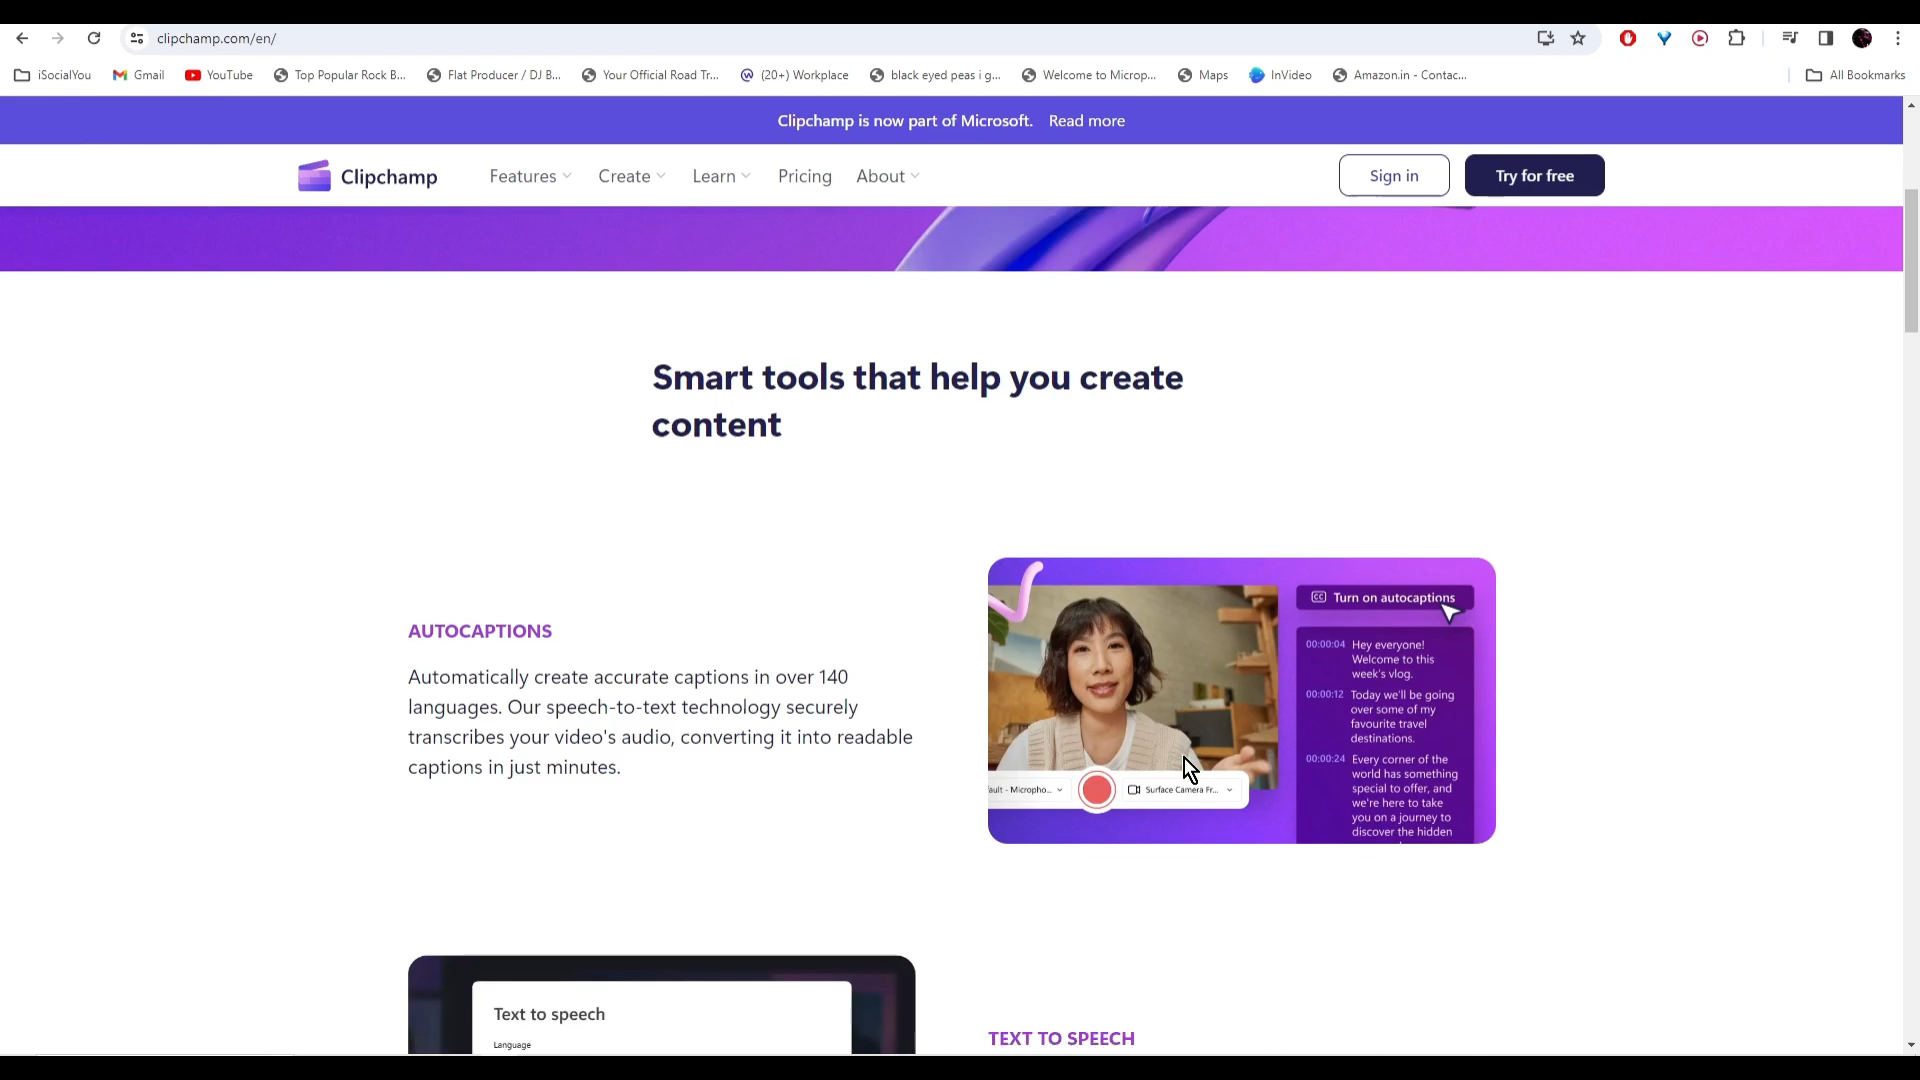 clipchamp.com/en/
iSocialYou
Gmail
YouTube
Top Popular Rock B...
Flat Producer / DJ B...
Your Official Road Tr...
(20+) Workplace
black eyed peas i g...
Welcome to Microp...
Maps
InVideo
Amazon.in - Contac...
All Bookmarks
Clipchamp is now part of Microsoft. Read more
Clipchamp
Features
Create
Learn
Pricing
About
Sign in
Try for free
Smart tools that help you create
content
AUTOCAPTIONS
Automatically create accurate captions in over 140
languages. Our speech-to-text technology securely
transcribes your video's audio, converting it into readable
captions in just minutes.
CC Turn on autocaptions
00:00:04 Hey everyone!
Welcome to this
week's vlog.
00:00:12 Today we'll be going
over some of my
favourite travel
destinations.
00:00:24 Every corner of the
world has something
special to offer, and
we're here to take
you on a journey to
discover the hidden
ault - Micropho...
Surface Camera Fr...
Text to speech
Language
TEXT TO SPEECH